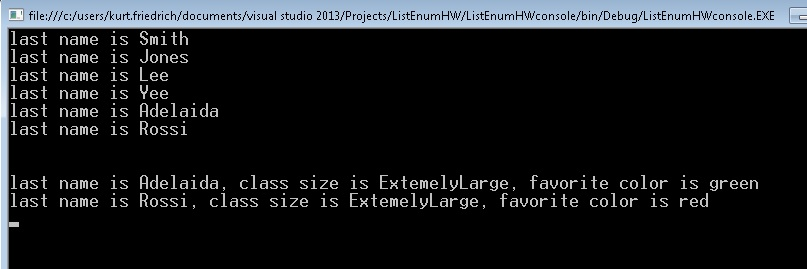 file:///c:/users/kurt.friedrich/documents/visual studio 2013/Projects/ListEnumHW/ListEnumHWconsole/bin/Debug/ListEnumHWconsole.EXE
last name is Smith
last name is Jones
last name is Lee
last name is Yee
last name is Adelaida
last name is Rossi
last name is Adelaida, class size is ExtemelyLarge, favorite color is green
last name is Rossi, class size is ExtemelyLarge, favorite color is red